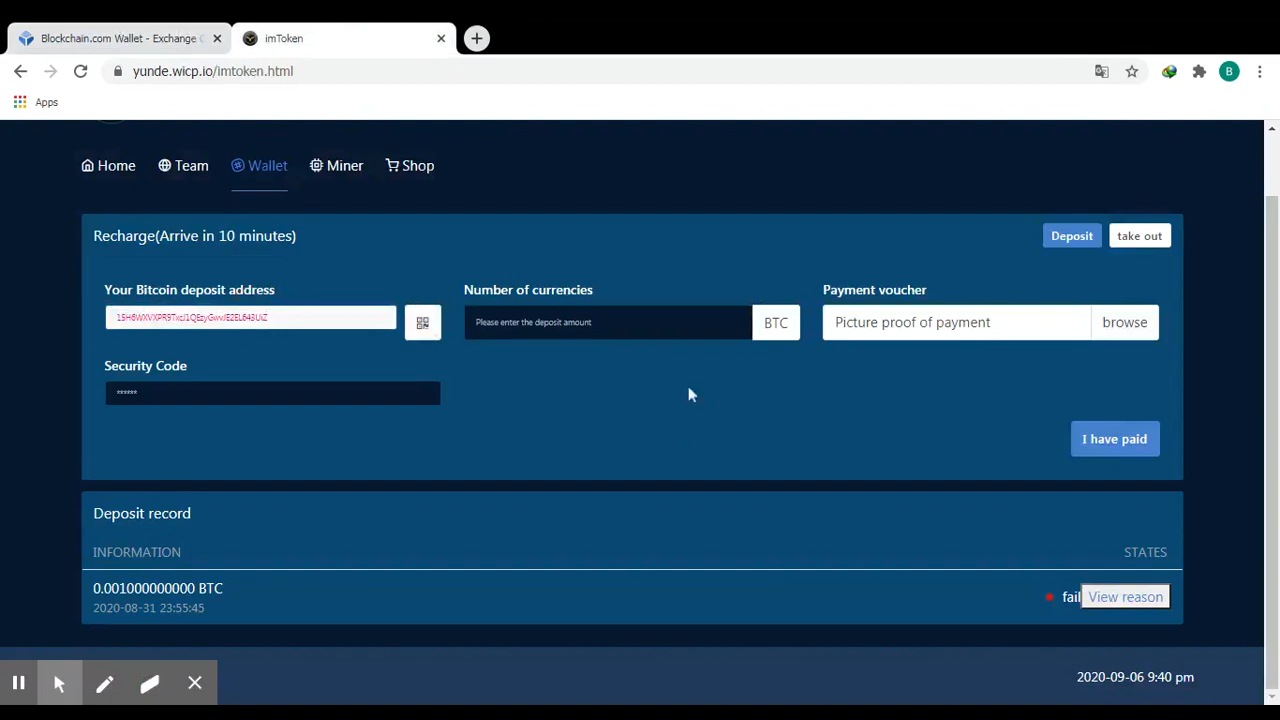 Blockchain.com Wallet - Exchange
imToken
yunde.wicp.io/imtoken.html
B
Apps
Home
Team
Wallet
Miner
Shop
Recharge(Arrive in 10 minutes)
Deposit
take out
Your Bitcoin deposit address
Number of currencies
Payment voucher
Please enter the deposit amount
BTC
Picture proof of payment
browse
Security Code
******
I have paid
Deposit record
INFORMATION
STATES
0.001000000000 BTC
2020-08-31 23:55:45
fail
View reason
2020-09-06 9:40 pm